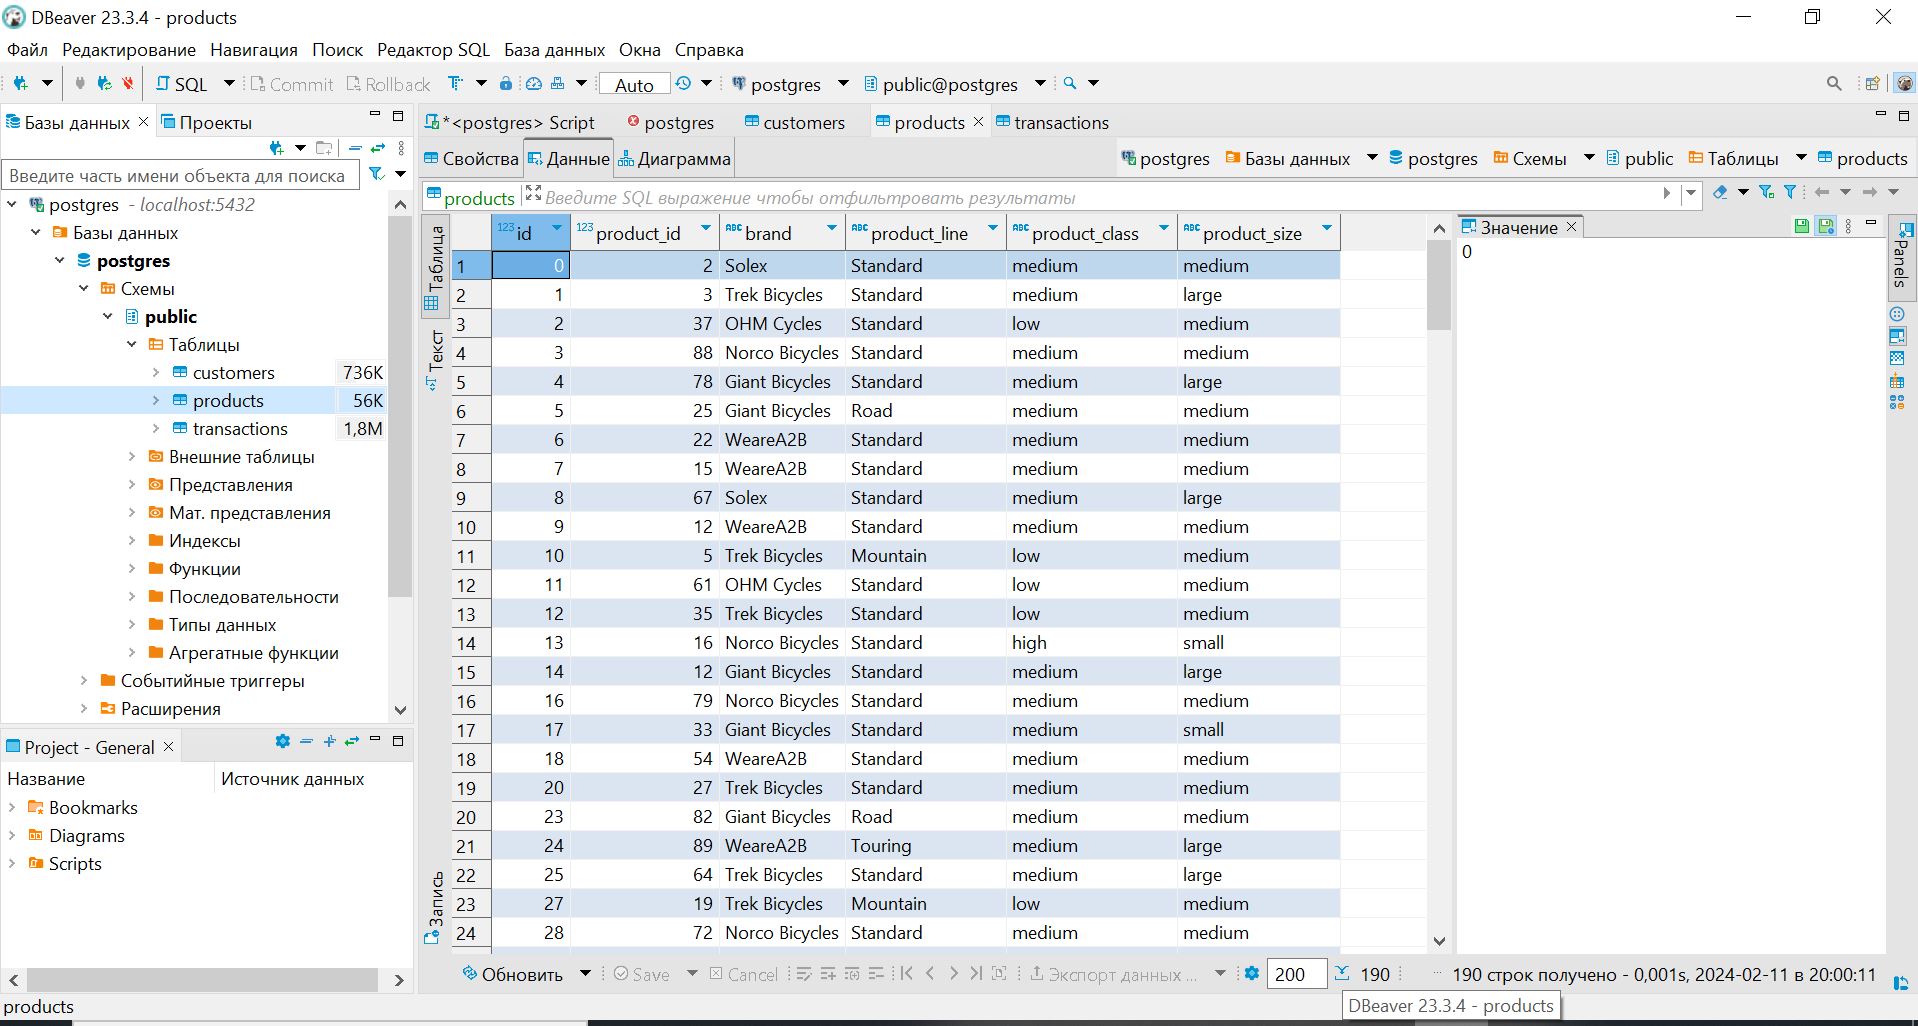 DBeaver 23.3.4 - products
Файл Редактирование Навигация Поиск Редактор SQL База данных Окна Справка
SQL Commit Rollback Auto postgres public@postgres
Базы данных Проекты
Введите часть имени объекта для поиска
postgres - localhost:5432
Базы данных
postgres
Схемы
public
Таблицы
customers 736K
products 56K
transactions 1,8M
Внешние таблицы
Представления
Мат. представления
Индексы
Функции
Последовательности
Типы данных
Агрегатные функции
Событийные триггеры
Расширения
Project - General
Название Источник данных
Bookmarks
Diagrams
Scripts
*<postgres> Script postgres customers products transactions
Свойства Данные Диаграмма postgres Базы данных postgres Схемы public Таблицы products
products Введите SQL выражение чтобы отфильтровать результаты
Таблица
Текст
Запись
123 id 123 product_id ABC brand ABC product_line ABC product_class ABC product_size
1 0 2 Solex Standard medium medium
2 1 3 Trek Bicycles Standard medium large
3 2 37 OHM Cycles Standard low medium
4 3 88 Norco Bicycles Standard medium medium
5 4 78 Giant Bicycles Standard medium large
6 5 25 Giant Bicycles Road medium medium
7 6 22 WeareA2B Standard medium medium
8 7 15 WeareA2B Standard medium medium
9 8 67 Solex Standard medium large
10 9 12 WeareA2B Standard medium medium
11 10 5 Trek Bicycles Mountain low medium
12 11 61 OHM Cycles Standard low medium
13 12 35 Trek Bicycles Standard low medium
14 13 16 Norco Bicycles Standard high small
15 14 12 Giant Bicycles Standard medium large
16 16 79 Norco Bicycles Standard medium medium
17 17 33 Giant Bicycles Standard medium small
18 18 54 WeareA2B Standard medium medium
19 20 27 Trek Bicycles Standard medium medium
20 23 82 Giant Bicycles Road medium medium
21 24 89 WeareA2B Touring medium large
22 25 64 Trek Bicycles Standard medium large
23 27 19 Trek Bicycles Mountain low medium
24 28 72 Norco Bicycles Standard medium medium
Значение
0
Panels
Обновить Save Cancel Экспорт данных ... 200 190 190 строк получено - 0,001s, 2024-02-11 в 20:00:11
DBeaver 23.3.4 - products
products